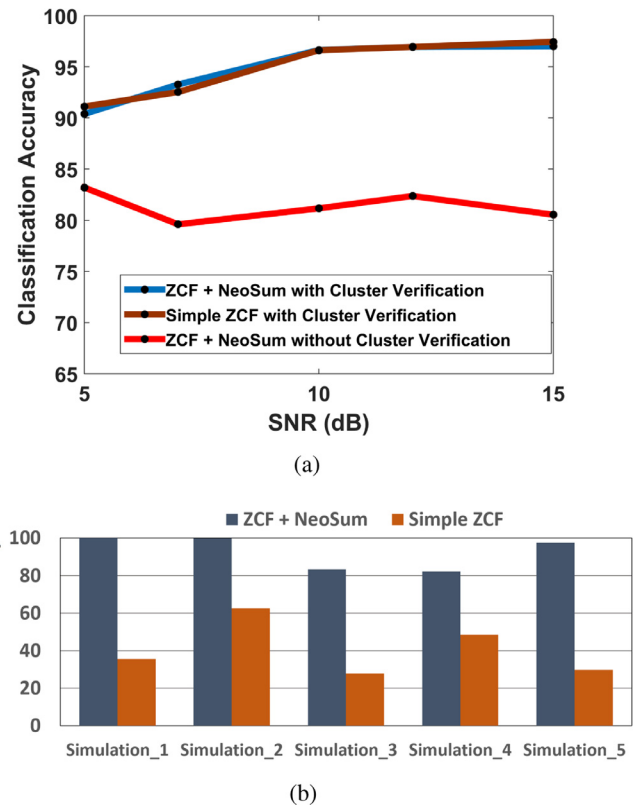 100
95
90
85
80
75
70
65
Classification Accuracy
ZCF + NeoSum with Cluster Verification
Simple ZCF with Cluster Verification
ZCF + NeoSum without Cluster Verification
5 10 15
SNR (dB)
(a)
ZCF + NeoSum Simple ZCF
100
80
60
40
20
0
Simulation_1 Simulation_2 Simulation_3 Simulation_4 Simulation_5
(b)